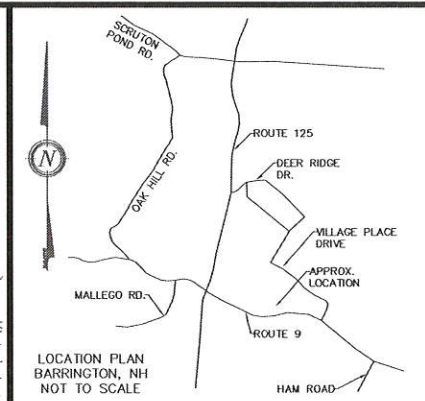 SCRUTON
POND RD.
ROUTE 125
OAK HILL RD.
DEER RIDGE
DR.
N
VILLAGE PLACE
DRIVE
APPROX.
LOCATION
MALLEGO RD.
ROUTE 9
LOCATION PLAN
BARRINGTON, NH
NOT TO SCALE
HAM ROAD